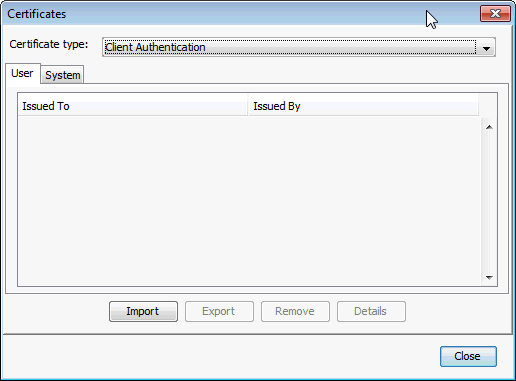 Certificates
Certificate type: Client Authentication
User System
Issued To Issued By
Import Export Remove Details
Close